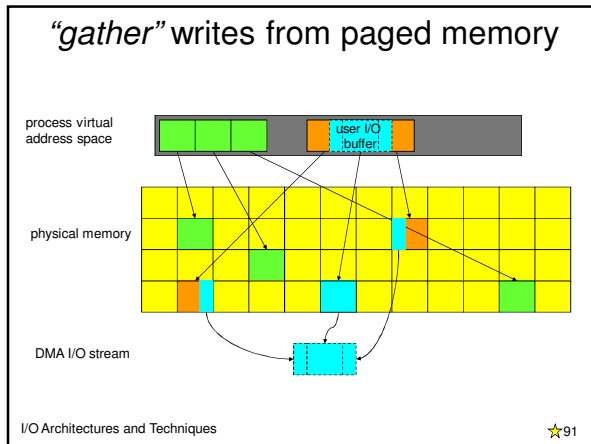 "gather" writes from paged memory
process virtual
address space
user I/O
buffer
physical memory
DMA I/O stream
I/O Architectures and Techniques
91